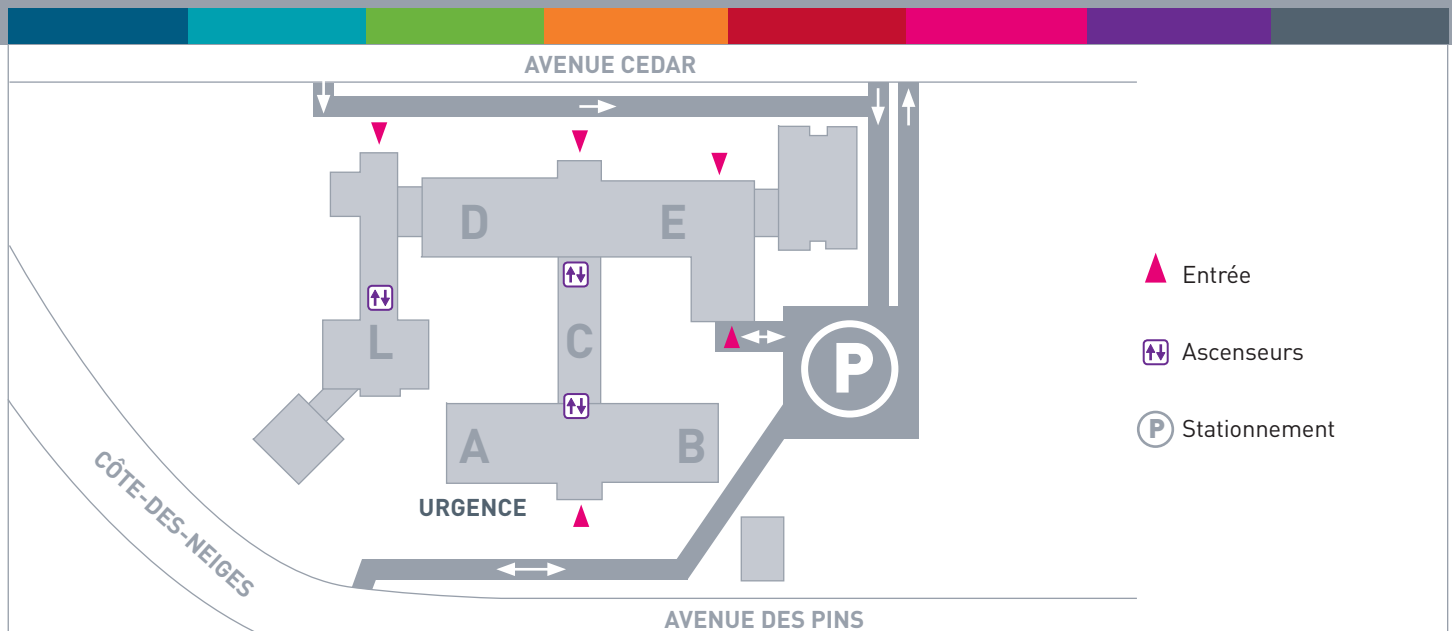 AVENUE CEDAR
D
E
L
C
P
A
B
URGENCE
CÔTE-DES-NEIGES
AVENUE DES PINS
Entrée
Ascenseurs
P Stationnement